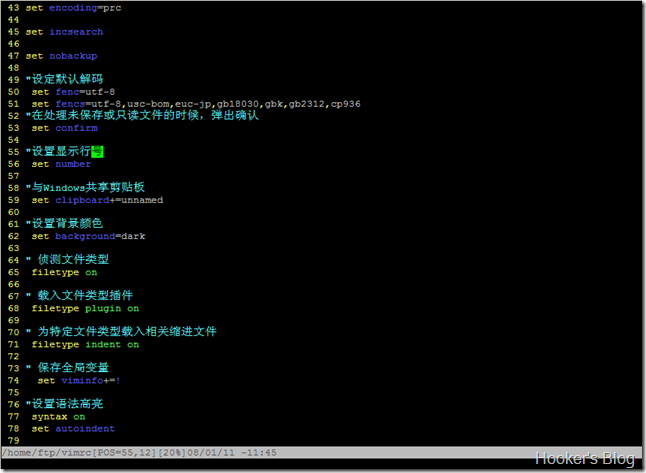 43 set encoding=prc
44
45 set incsearch
46
47 set nobackup
48
49 "设定默认解码
50 set fenc=utf-8
51 set fencs=utf-8,usc-bom,euc-jp,gb18030,gbk,gb2312,cp936
52 "在处理未保存或只读文件的时候，弹出确认
53 set confirm
54
55 "设置显示行号
56 set number
57
58 "与Windows共享剪贴板
59 set clipboard+=unnamed
60
61 "设置背景颜色
62 set background=dark
63
64 " 侦测文件类型
65 filetype on
66
67 " 载入文件类型插件
68 filetype plugin on
69
70 " 为特定文件类型载入相关缩进文件
71 filetype indent on
72
73 " 保存全局变量
74 set viminfo+=!
75
76 "设置语法高亮
77 syntax on
78 set autoindent
79
/home/ftp/vimrc[POS=55,12][20%]08/01/11 -11:45
Hooker's Blog